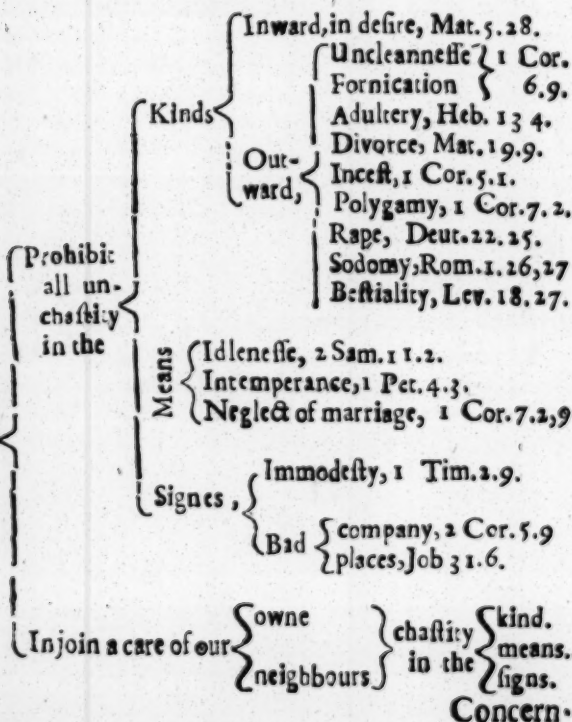 Inward, in desire, Mat. 5. 28.
Uncleannesse 1 Cor.
Fornication 6. 9.
Kinds
Adultery, Heb. 13 4.
Divorce, Mat. 19. 9.
Out-
ward,
Incest, 1 Cor. 5. 1.
Polygamy, 1 Cor. 7. 2.
Rape, Deut. 22. 25.
Sodomy, Rom. 1. 26, 27
Bestiality, Lev. 18. 27.
Prohibit
all un-
chastity
in the
Means
Idlenesse, 2 Sam. 11. 2.
Intemperance, 1 Pet. 4. 3.
Neglect of marriage, 1 Cor. 7. 2, 9
Signes,
Immodesty, 1 Tim. 2. 9.
Bad
company, 2 Cor. 5. 9
places, Job 31. 6.
Injoin a care of our
owne
neighbours
chastity
in the
kind.
means.
signs.
Concern-